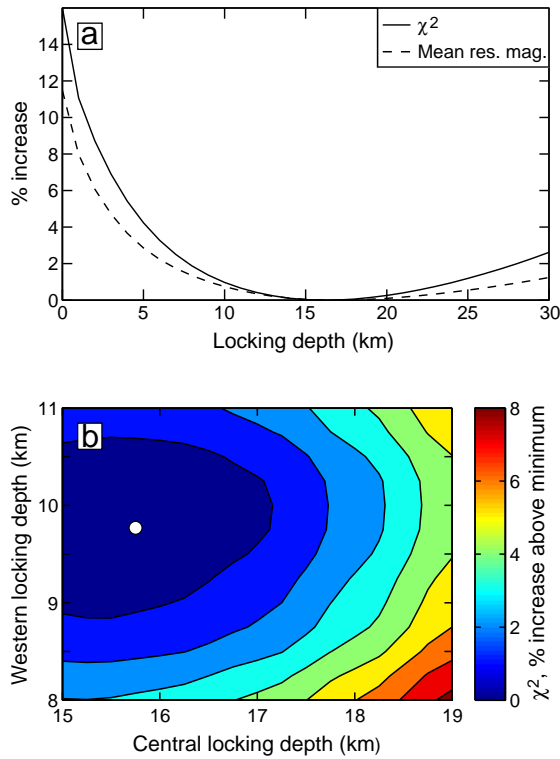 a
χ²
Mean res. mag.
% increase
14
12
10
8
6
4
2
0
0 5 10 15 20 25 30
Locking depth (km)
b
Western locking depth (km)
11
10
9
8
15 16 17 18 19
Central locking depth (km)
8
6
4
2
0
χ², % increase above minimum